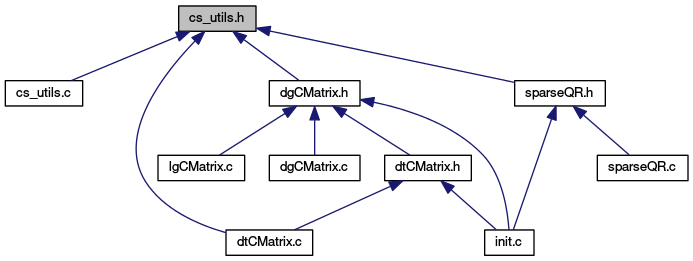 cs_utils.h
cs_utils.c
dgCMatrix.h
sparseQR.h
lgCMatrix.c
dgCMatrix.c
dtCMatrix.h
sparseQR.c
dtCMatrix.c
init.c